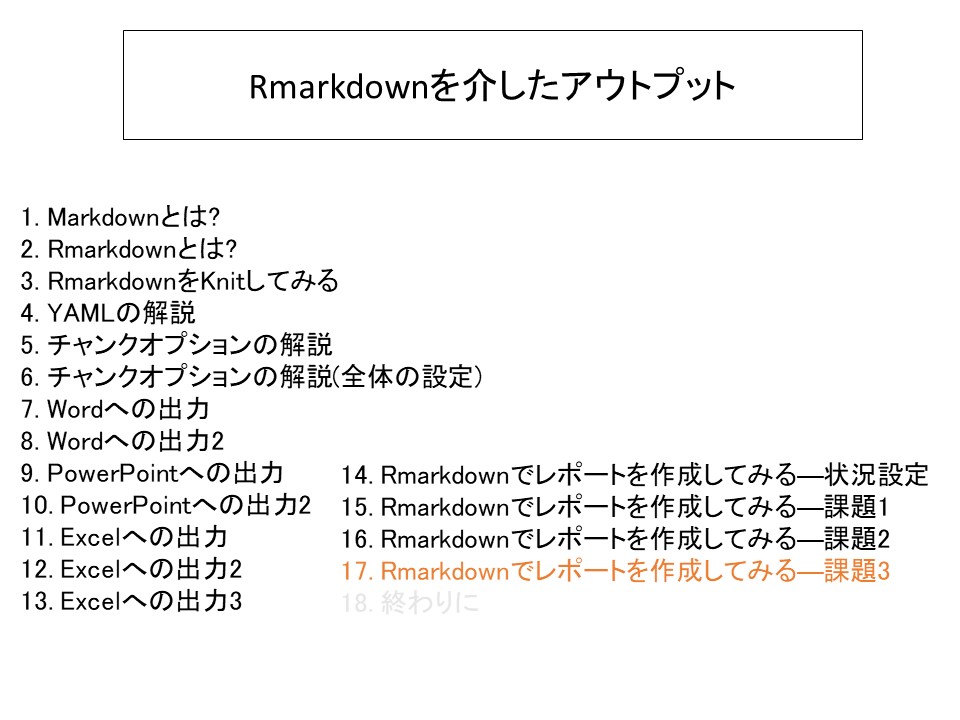 Rmarkdownを介したアウトプット
1. Markdownとは?
2. Rmarkdownとは?
3. RmarkdownをKnitしてみる
4. YAMLの解説
5. チャンクオプションの解説
6. チャンクオプションの解説(全体の設定)
7. Wordへの出力
8. Wordへの出力2
9. PowerPointへの出力
10. PowerPointへの出力2
11. Excelへの出力
12. Excelへの出力2
13. Excelへの出力3
14. Rmarkdownでレポートを作成してみる―状況設定
15. Rmarkdownでレポートを作成してみる―課題1
16. Rmarkdownでレポートを作成してみる―課題2
17. Rmarkdownでレポートを作成してみる―課題3
18. 終わりに